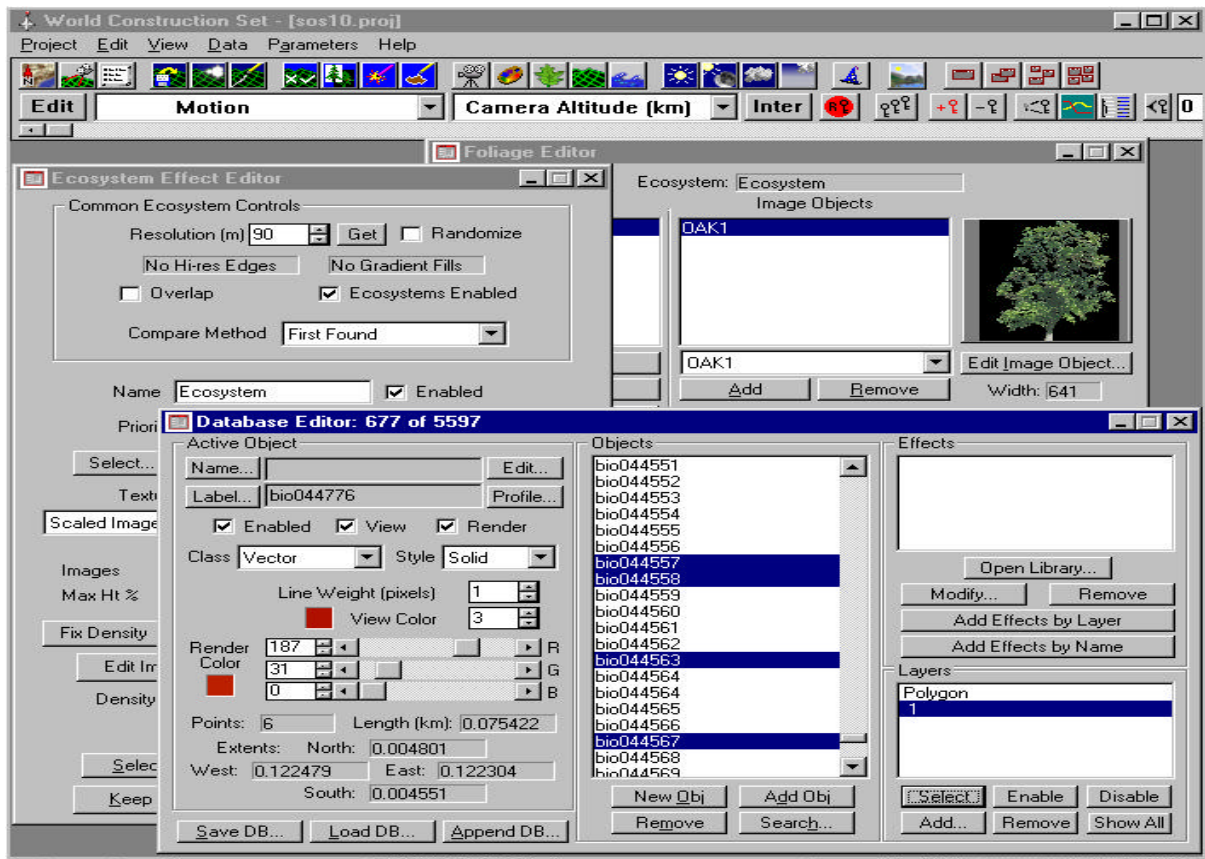 World Construction Set - [sos10.proj]
Project Edit View Data Parameters Help
Edit Motion Camera Altitude (km) Inter 0
Foliage Editor
Ecosystem: Ecosystem
Image Objects
OAK1
OAK1
Edit Image Object...
Add Remove Width: 641
Ecosystem Effect Editor
Common Ecosystem Controls
Resolution (m) 90 Get Randomize
No Hi-res Edges No Gradient Fills
Overlap Ecosystems Enabled
Compare Method First Found
Name Ecosystem Enabled
Priori
Select...
Textu
Scaled Image
Images
Max Ht %
Fix Density
Edit Im
Density
Selec
Keep
Database Editor: 677 of 5597
Active Object
Name... Edit...
Label... bio044776 Profile...
Enabled View Render
Class Vector Style Solid
Line Weight (pixels) 1
View Color 3
Render Color
187 R
31 G
0 B
Points: 6 Length (km): 0.075422
Extents: North: 0.004801
West: 0.122479 East: 0.122304
South: 0.004551
Save DB... Load DB... Append DB...
Objects
bio044551
bio044552
bio044553
bio044554
bio044555
bio044556
bio044557
bio044558
bio044559
bio044560
bio044561
bio044562
bio044563
bio044564
bio044564
bio044565
bio044566
bio044567
bio044568
bio044569
New Obj Add Obj
Remove Search...
Effects
Open Library...
Modify... Remove
Add Effects by Layer
Add Effects by Name
Layers
Polygon
1
Select Enable Disable
Add... Remove Show All